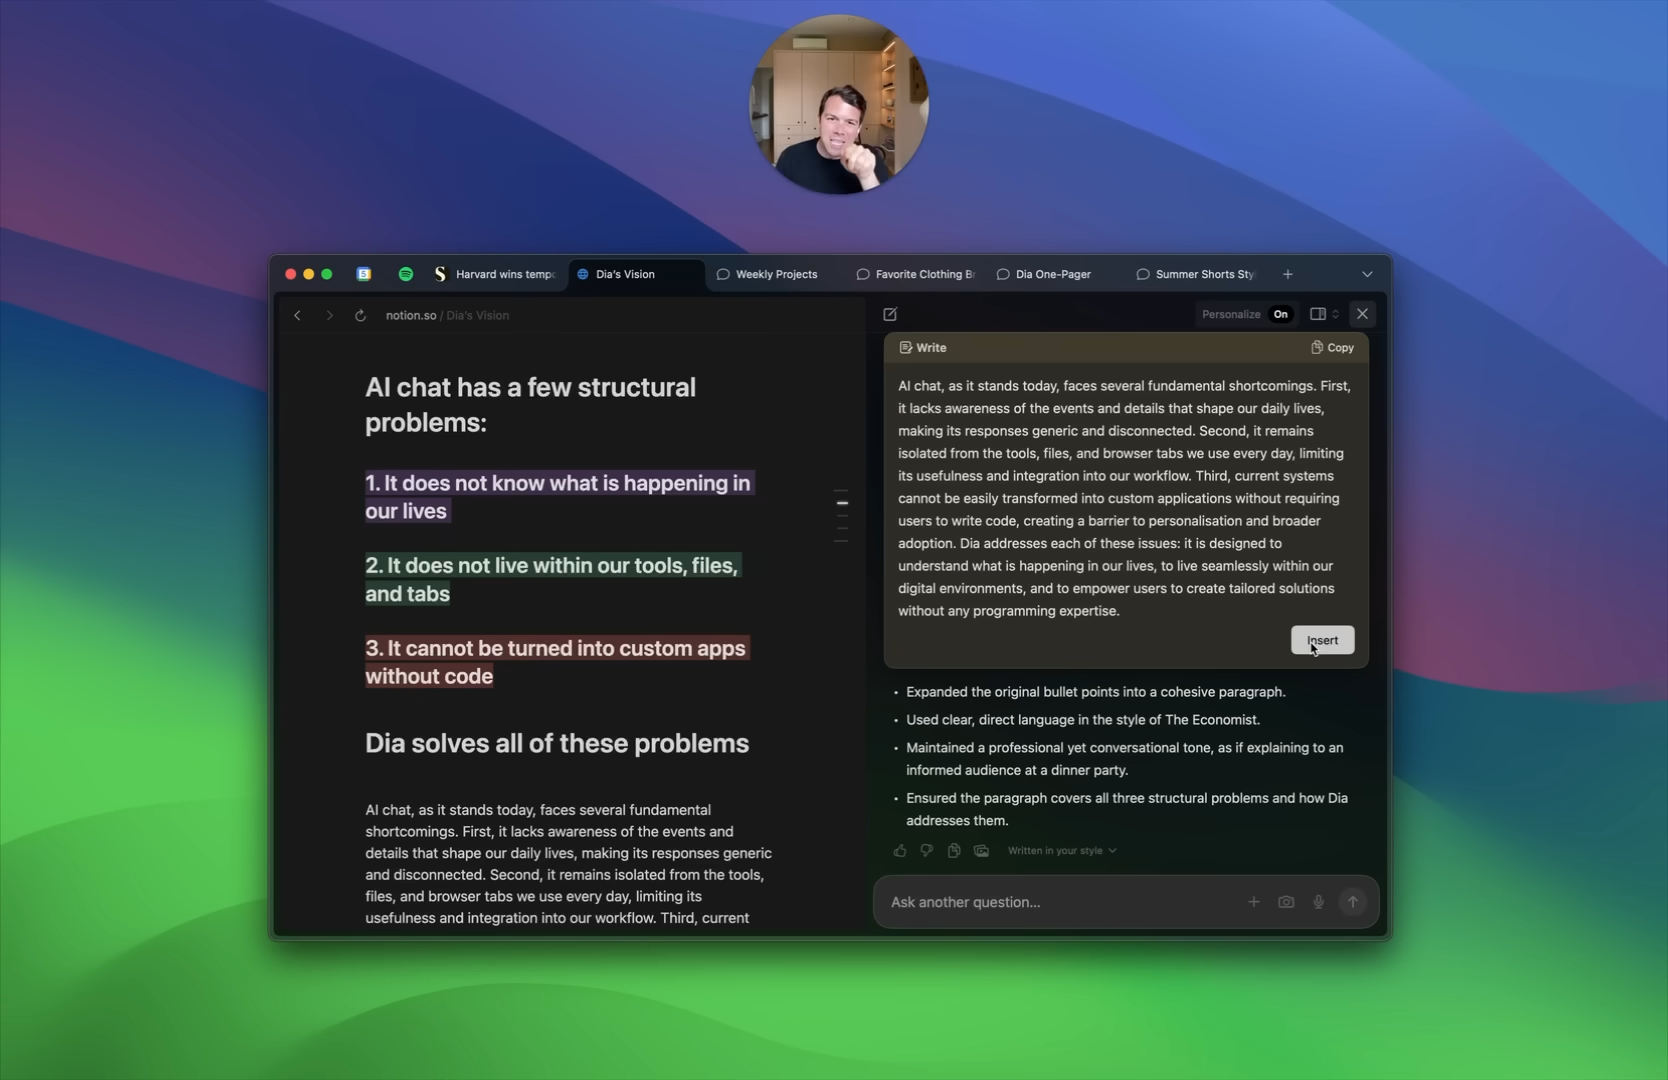 S
S
Harvard wins tempo
Dia's Vision
Weekly Projects
Favorite Clothing B
Dia One-Pager
Summer Shorts Sty
notion.so / Dia's Vision
Personalize On
AI chat has a few structural
problems:
1. It does not know what is happening in
our lives
2. It does not live within our tools, files,
and tabs
3. It cannot be turned into custom apps
without code
Dia solves all of these problems
AI chat, as it stands today, faces several fundamental
shortcomings. First, it lacks awareness of the events and
details that shape our daily lives, making its responses generic
and disconnected. Second, it remains isolated from the tools,
files, and browser tabs we use every day, limiting its
usefulness and integration into our workflow. Third, current
Write
Copy
AI chat, as it stands today, faces several fundamental shortcomings. First,
it lacks awareness of the events and details that shape our daily lives,
making its responses generic and disconnected. Second, it remains
isolated from the tools, files, and browser tabs we use every day, limiting
its usefulness and integration into our workflow. Third, current systems
cannot be easily transformed into custom applications without requiring
users to write code, creating a barrier to personalisation and broader
adoption. Dia addresses each of these issues: it is designed to
understand what is happening in our lives, to live seamlessly within our
digital environments, and to empower users to create tailored solutions
without any programming expertise.
Insert
• Expanded the original bullet points into a cohesive paragraph.
• Used clear, direct language in the style of The Economist.
• Maintained a professional yet conversational tone, as if explaining to an
informed audience at a dinner party.
• Ensured the paragraph covers all three structural problems and how Dia
addresses them.
Written in your style
Ask another question...